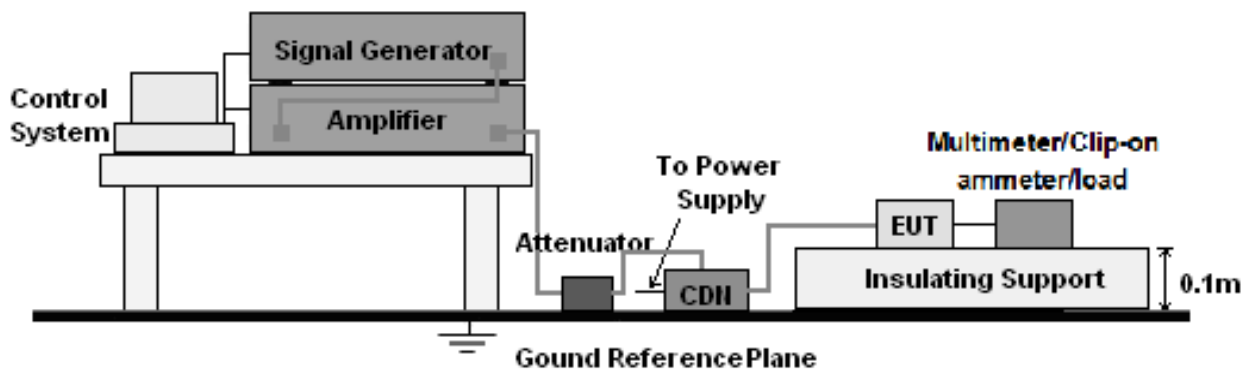 Signal Generator
Control
System
Amplifier
Multimeter/Clip-on
ammeter/load
To Power
Supply
EUT
Attenuator
CDN
Insulating Support
0.1m
Gound Reference Plane